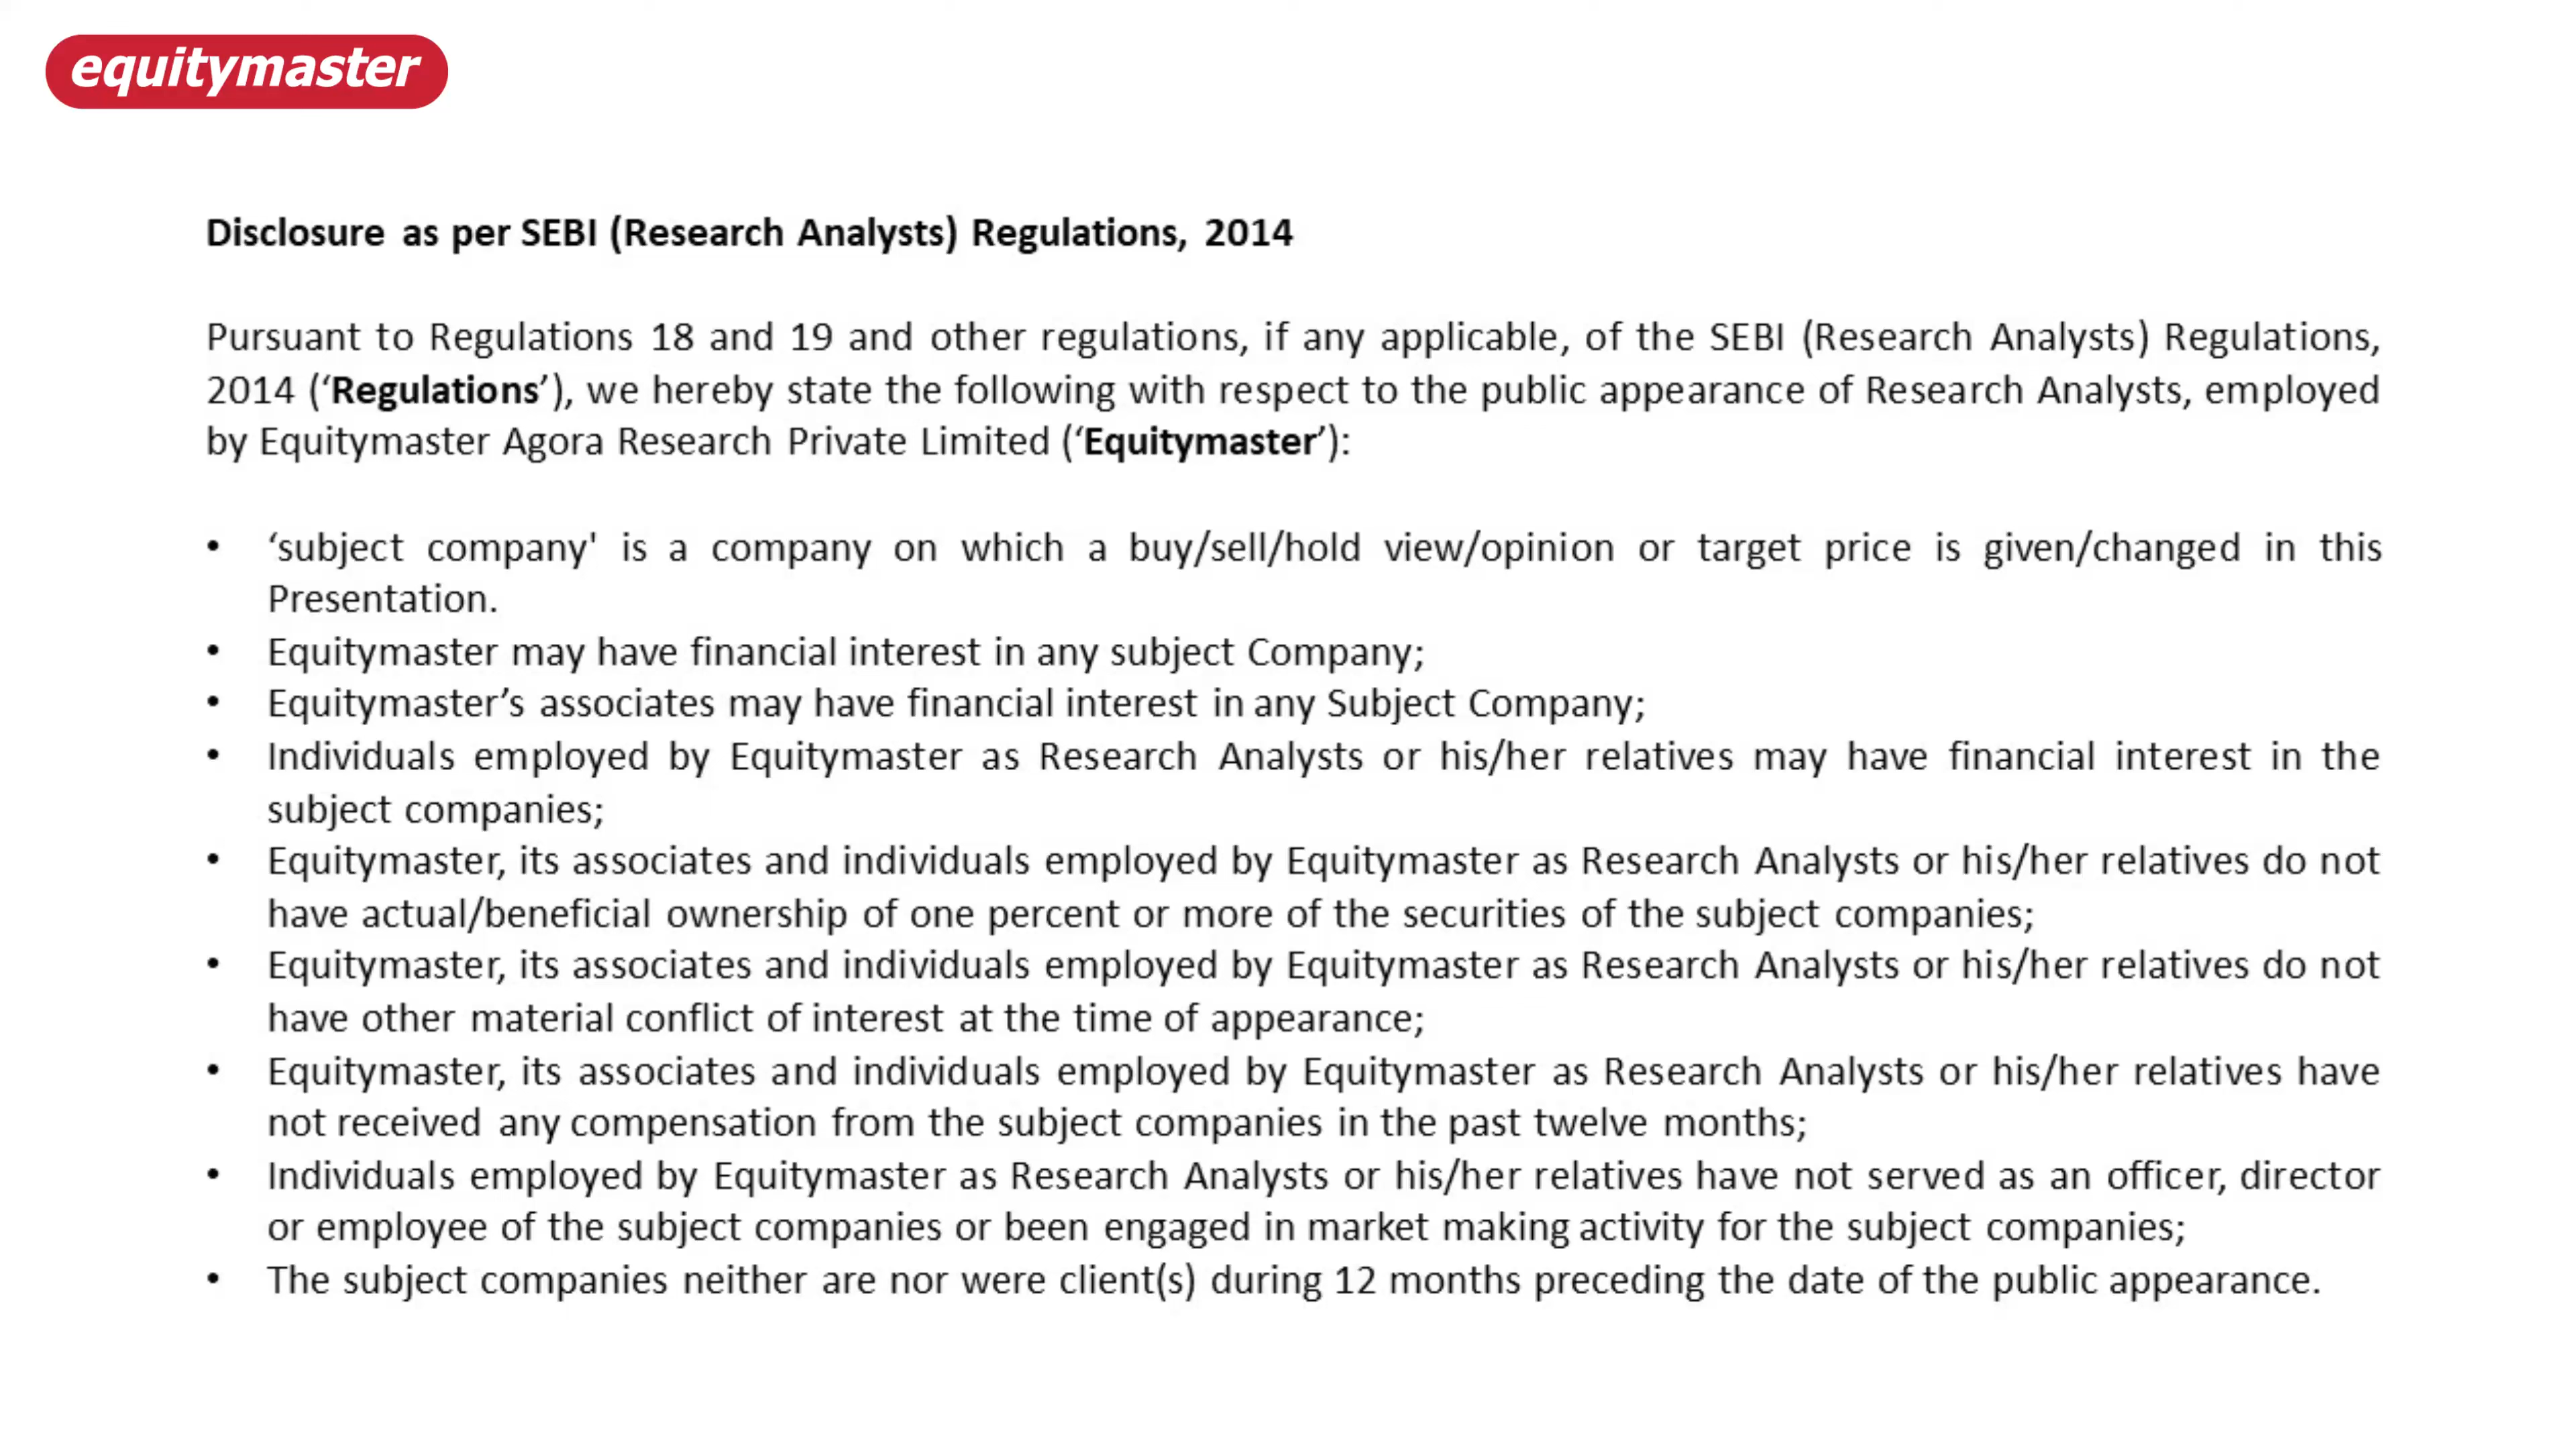 equitymaster
Disclosure as per SEBI (Research Analysts) Regulations, 2014
Pursuant to Regulations 18 and 19 and other regulations, if any applicable, of the SEBI (Research Analysts) Regulations,
2014 (‘Regulations’), we hereby state the following with respect to the public appearance of Research Analysts, employed
by Equitymaster Agora Research Private Limited (‘Equitymaster’):
• ‘subject company' is a company on which a buy/sell/hold view/opinion or target price is given/changed in this
Presentation.
• Equitymaster may have financial interest in any subject Company;
• Equitymaster’s associates may have financial interest in any Subject Company;
• Individuals employed by Equitymaster as Research Analysts or his/her relatives may have financial interest in the
subject companies;
• Equitymaster, its associates and individuals employed by Equitymaster as Research Analysts or his/her relatives do not
have actual/beneficial ownership of one percent or more of the securities of the subject companies;
• Equitymaster, its associates and individuals employed by Equitymaster as Research Analysts or his/her relatives do not
have other material conflict of interest at the time of appearance;
• Equitymaster, its associates and individuals employed by Equitymaster as Research Analysts or his/her relatives have
not received any compensation from the subject companies in the past twelve months;
• Individuals employed by Equitymaster as Research Analysts or his/her relatives have not served as an officer, director
or employee of the subject companies or been engaged in market making activity for the subject companies;
• The subject companies neither are nor were client(s) during 12 months preceding the date of the public appearance.